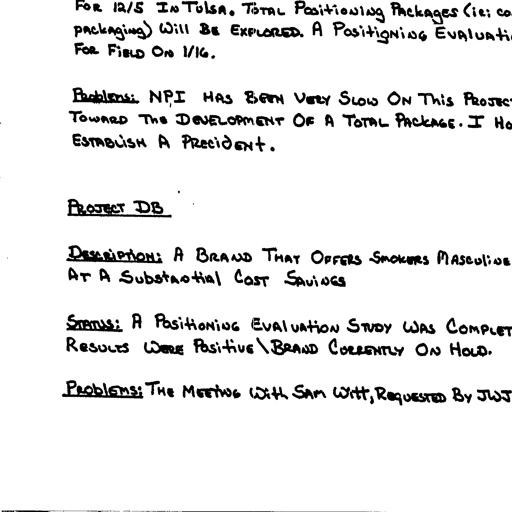 For 12/5 In Tulsa. Total Positioning Packages (ie: co
packaging) Will Be Explored. A Positioning Evaluati
For Field On 1/16.
Problems: NPI Has Been Very Slow On This Project
Toward The Development Of A Total Package. I Ho
Establish A Precident.
Project DB
Description: A Brand That Offers Smokers Masculine
At A Substantial Cost Savings
Status: A Positioning Evaluation Study Was Complet
Results Were Positive\Brand Currently On Hold.
Problems: The Meeting With Sam Witt, Requested By JWJ